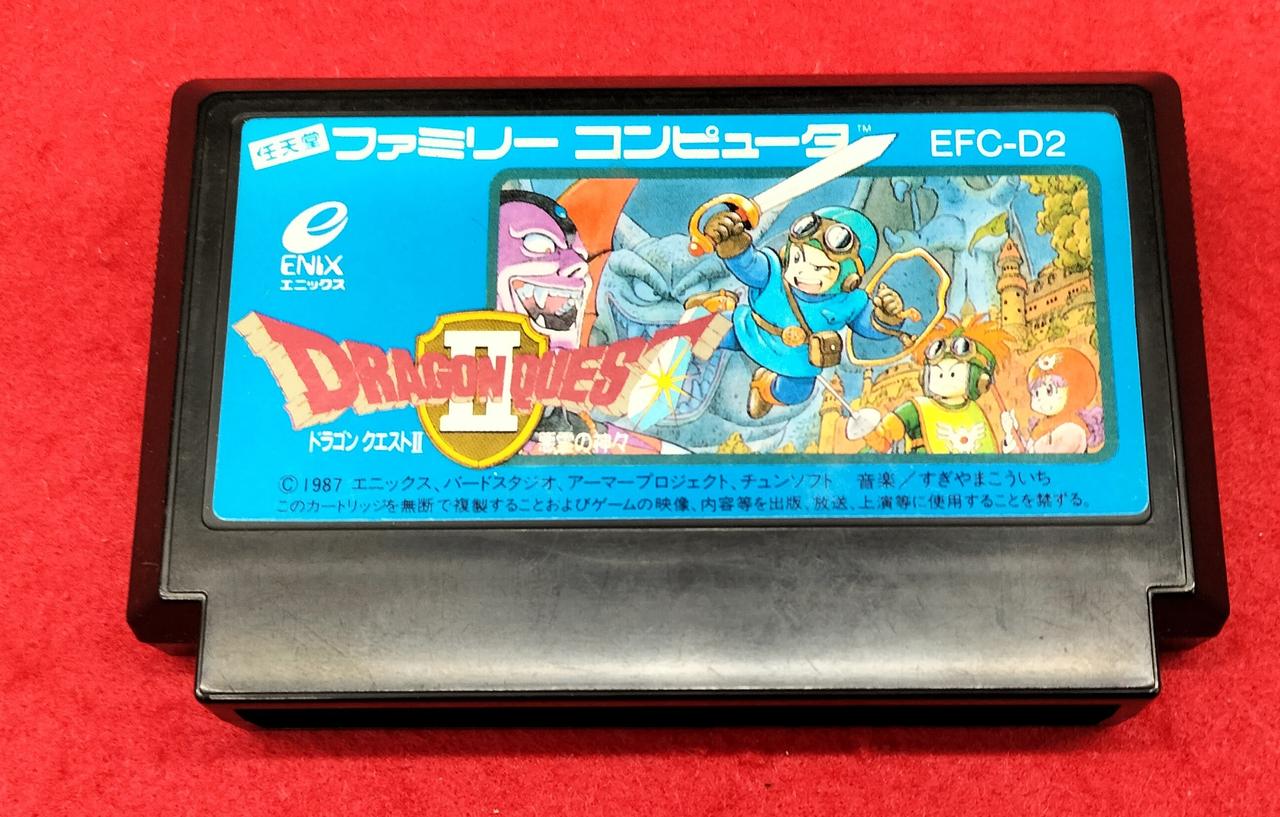 任天堂 ファミリー コンピュータ™ EFC-D2
ENIX
エニックス
DRAGON QUEST
II
ドラゴン クエストII 悪霊の神々
©1987 エニックス、バードスタジオ、アーマープロジェクト、チュンソフト 音楽／すぎやまこういち
このカートリッジを無断で複製することおよびゲームの映像、内容等を出版、放送、上演等に使用することを禁する。